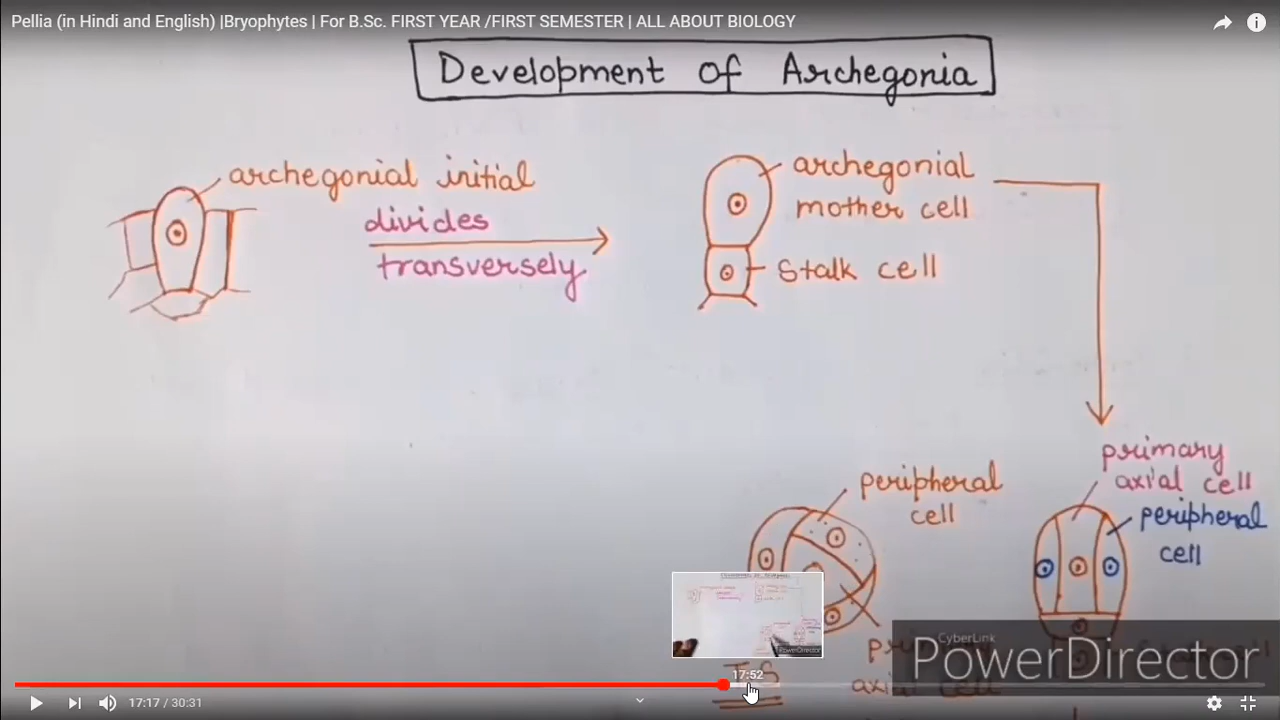 Pellia (in Hindi and English) |Bryophytes | For B.Sc. FIRST YEAR /FIRST SEMESTER | ALL ABOUT BIOLOGY
Development of Archegonia
archegonial initial
divides
transversely
archegonial
mother cell
Stalk cell
primary
axial cell
peripheral
cell
peripheral
cell
axial cell
T.S
CyberLink
PowerDirector
17:52
17:17 / 30:31